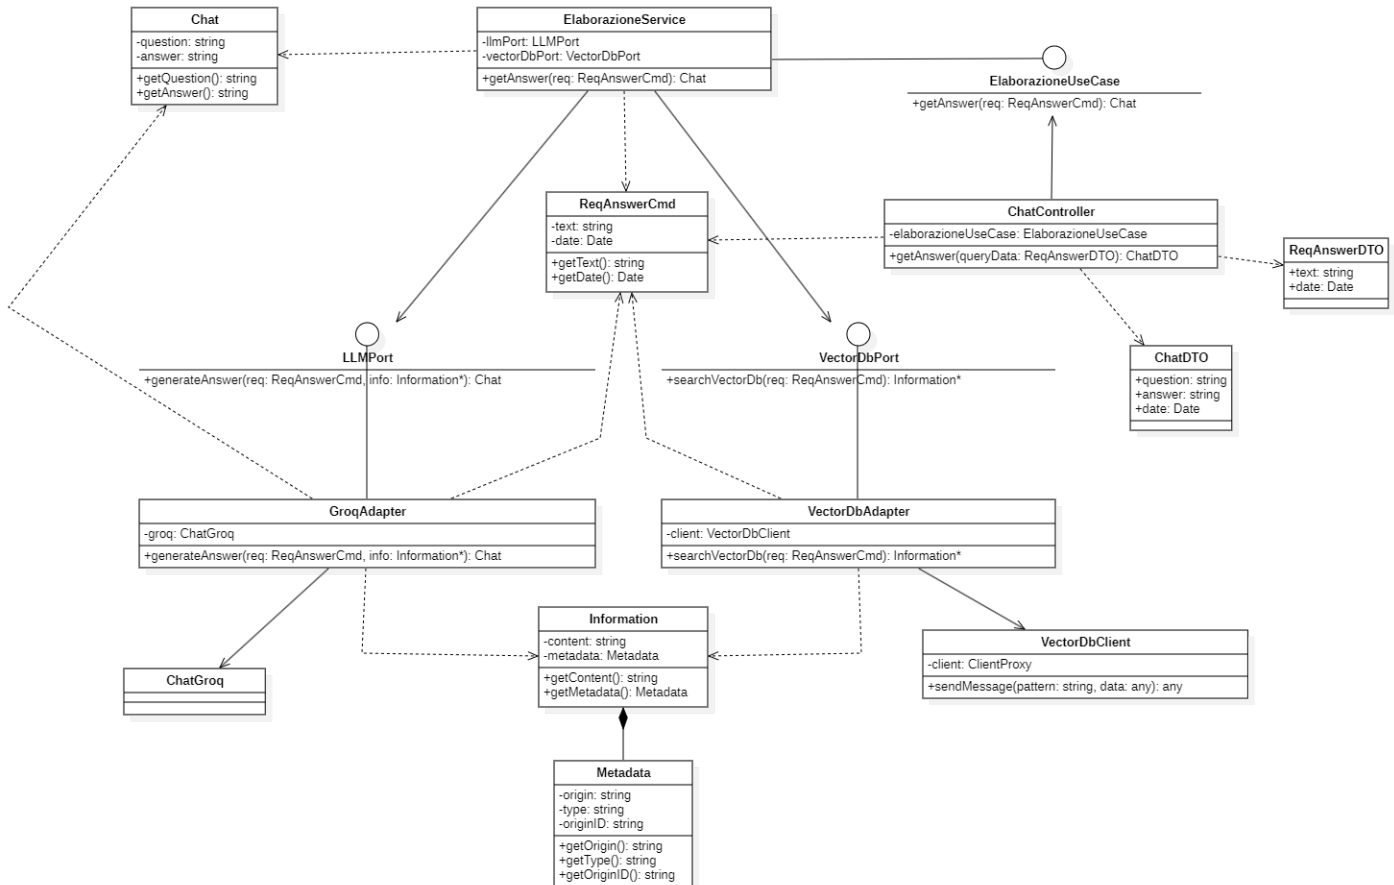 Chat
-question: string
-answer: string
+getQuestion(): string
+getAnswer(): string
ElaborazioneService
-llmPort: LLMPort
-vectorDbPort: VectorDbPort
+getAnswer(req: ReqAnswerCmd): Chat
ElaborazioneUseCase
+getAnswer(req: ReqAnswerCmd): Chat
ReqAnswerCmd
-text: string
-date: Date
+getText(): string
+getDate(): Date
ChatController
-elaborazioneUseCase: ElaborazioneUseCase
+getAnswer(queryData: ReqAnswerDTO): ChatDTO
ReqAnswerDTO
+text: string
+date: Date
LLMPort
+generateAnswer(req: ReqAnswerCmd, info: Information*): Chat
VectorDbPort
+searchVectorDb(req: ReqAnswerCmd): Information*
ChatDTO
+question: string
+answer: string
+date: Date
GroqAdapter
-groq: ChatGroq
+generateAnswer(req: ReqAnswerCmd, info: Information*): Chat
VectorDbAdapter
-client: VectorDbClient
+searchVectorDb(req: ReqAnswerCmd): Information*
Information
-content: string
-metadata: Metadata
+getContent(): string
+getMetadata(): Metadata
VectorDbClient
-client: ClientProxy
+sendMessage(pattern: string, data: any): any
ChatGroq
Metadata
-origin: string
-type: string
-originID: string
+getOrigin(): string
+getType(): string
+getOriginID(): string